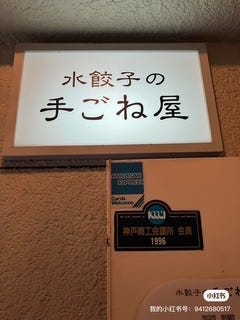 水餃子の
手ごね屋
AMERICAN
EXPRESS
Cards
Welcome
神戸商工会議所 会員
1996
水餃子の
小红书
我的小红书号：9412680517